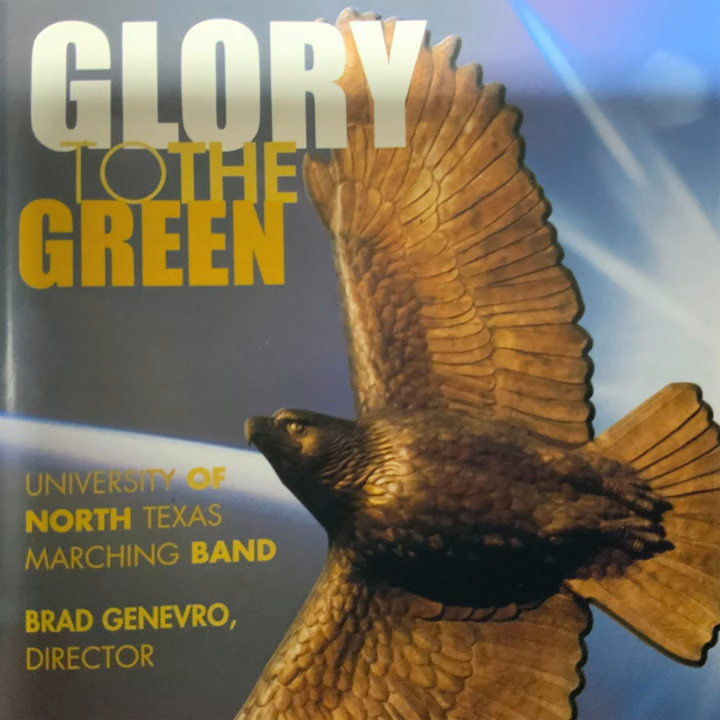 GLORY
TO THE
GREEN
UNIVERSITY OF
NORTH TEXAS
MARCHING BAND
BRAD GENEVRO,
DIRECTOR